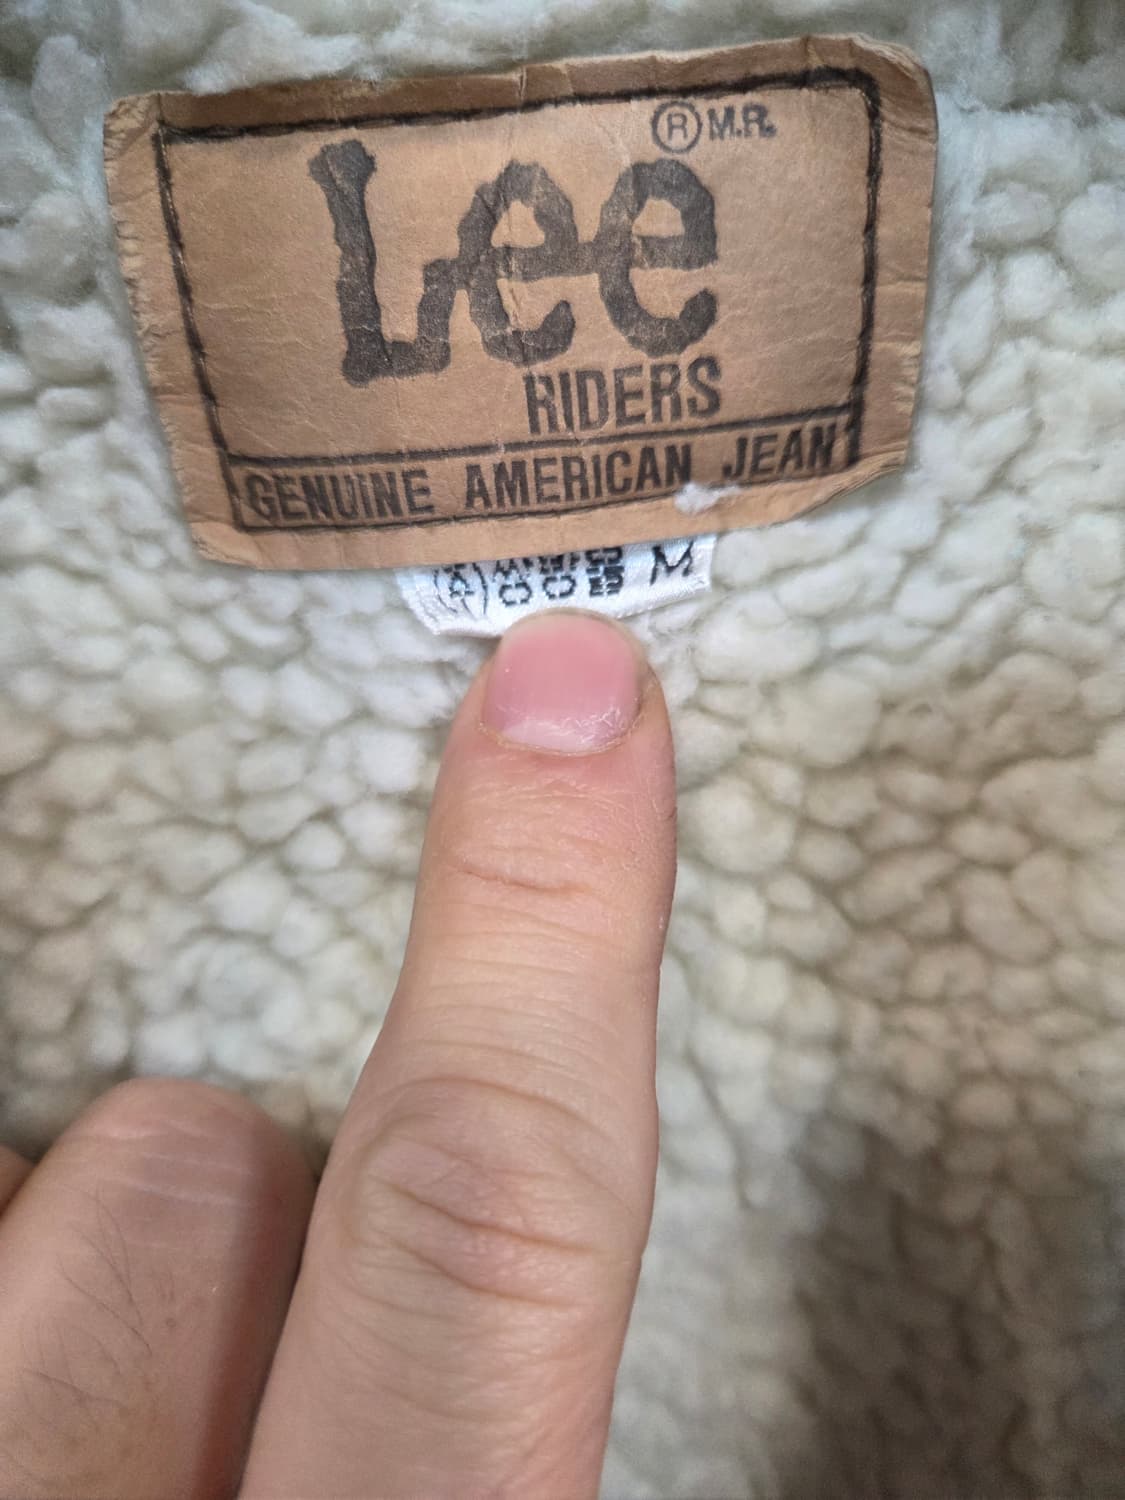 ® M.R.
Lee
RIDERS
GENUINE AMERICAN JEAN
M